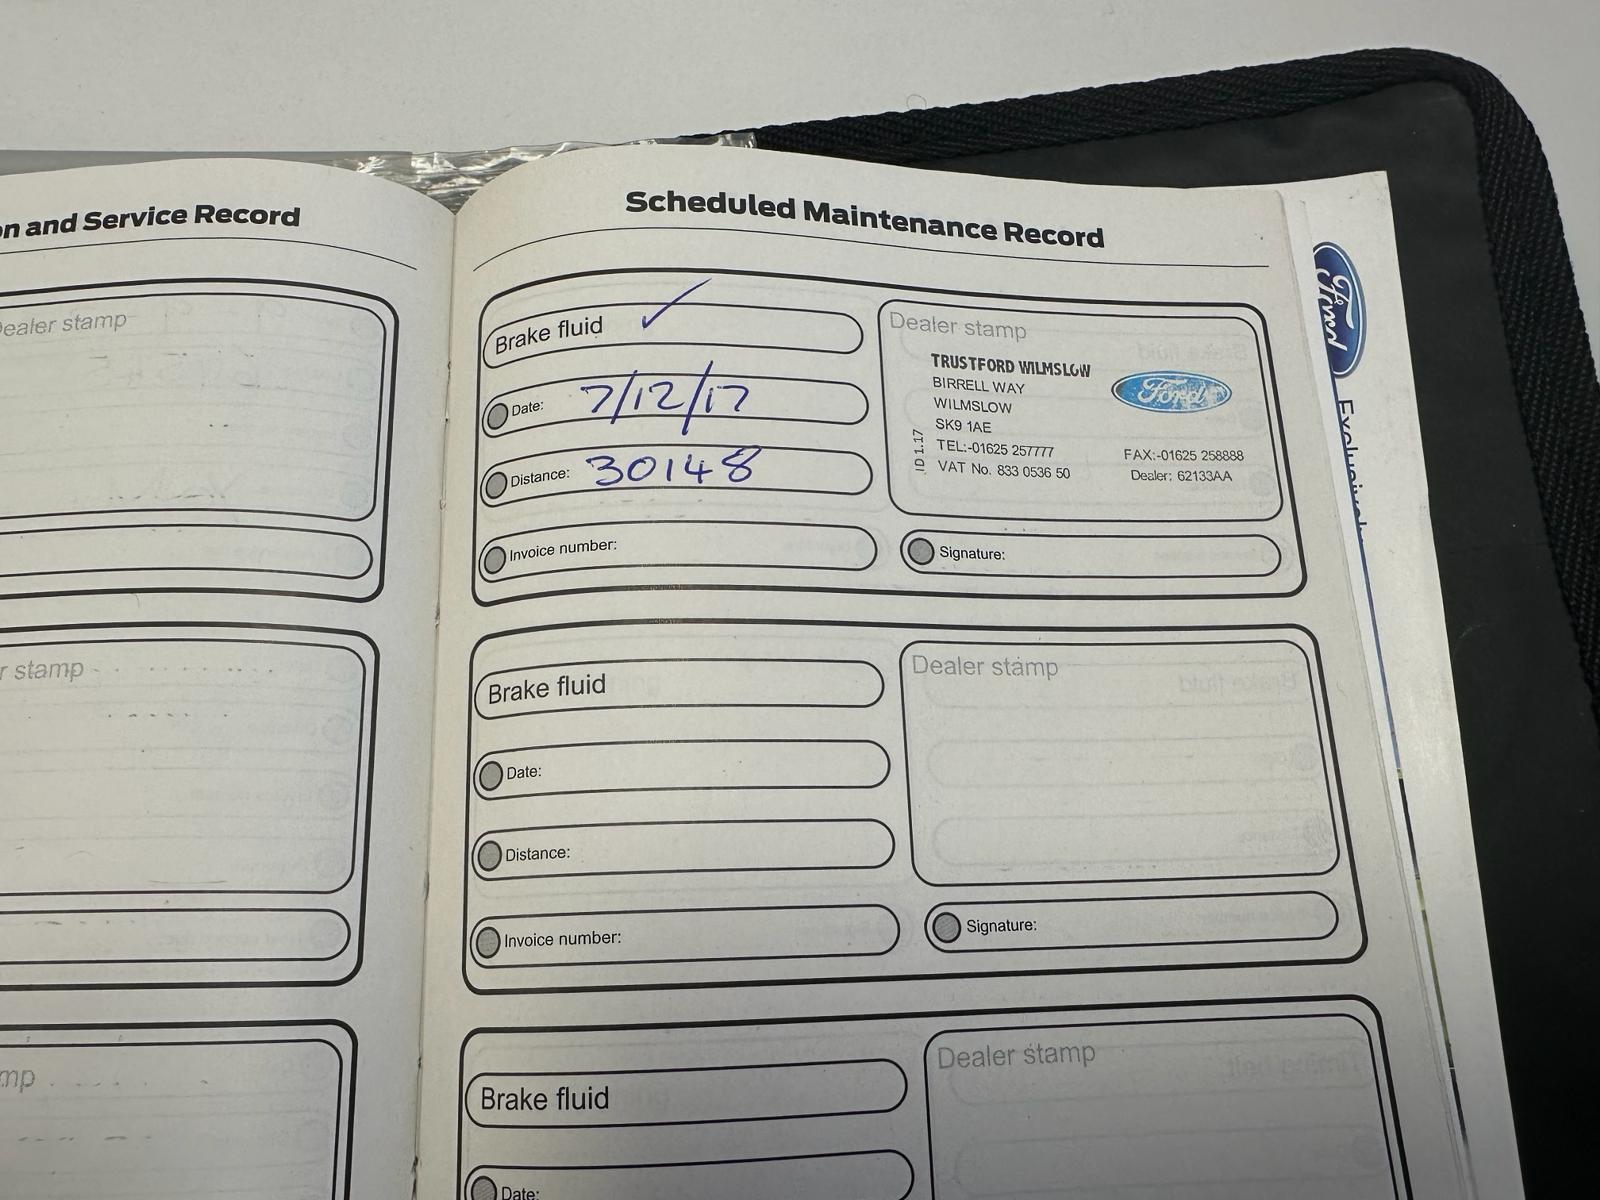 on and Service Record
Dealer stamp
r stamp
mp
Scheduled Maintenance Record
Brake fluid ✓
Date: 7/12/17
Distance: 30148
Invoice number:
Dealer stamp
TRUSTFORD WILMSLOW
BIRRELL WAY
WILMSLOW
SK9 1AE
TEL:-01625 257777
FAX:-01625 258888
VAT No. 833 0536 50
Dealer: 62133AA
ID 1.17
Ford
Signature:
Brake fluid
Date:
Distance:
Invoice number:
Dealer stamp
Signature:
Brake fluid
Date:
Dealer stamp
Ford